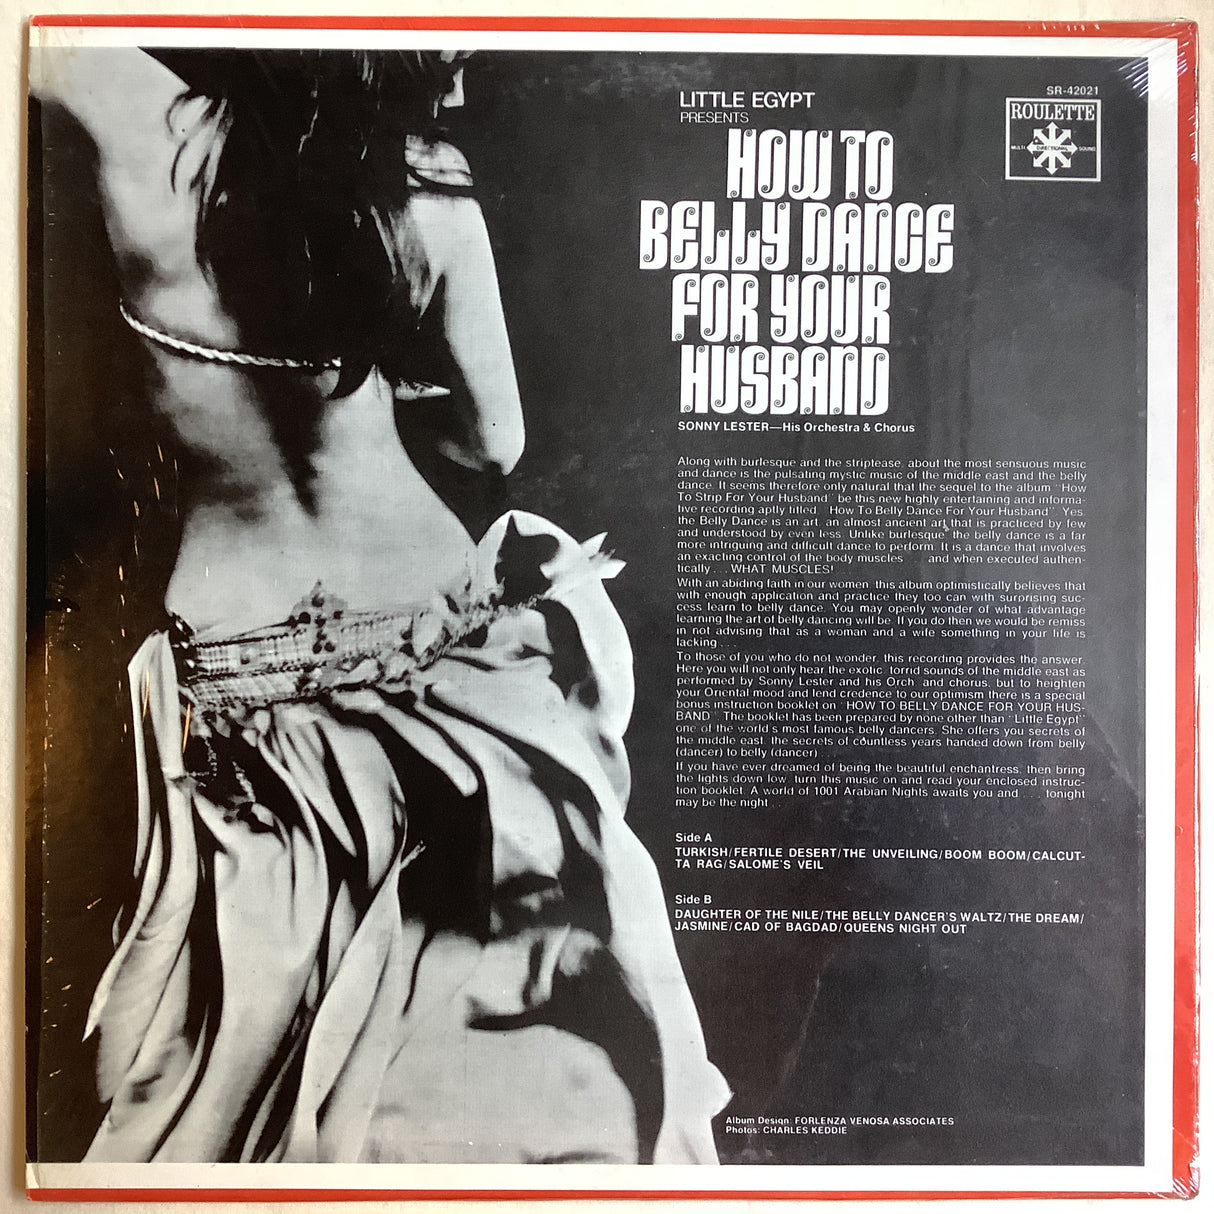 SR-42021
ROULETTE
MULTI DIRECTIONAL SOUND
LITTLE EGYPT
PRESENTS
HOW TO
BELLY DANCE
FOR YOUR
HUSBAND
SONNY LESTER—His Orchestra & Chorus
Along with burlesque and the striptease, about the most sensuous music
and dance is the pulsating mystic music of the middle east and the belly
dance. It seems therefore only natural that the sequel to the album "How
To Strip For Your Husband" be this new highly entertaining and informa-
tive recording aptly titled "How To Belly Dance For Your Husband". Yes,
the Belly Dance is an art, an almost ancient art that is practiced by few
and understood by even less. Unlike burlesque, the belly dance is a far
more intriguing and difficult dance to perform. It is a dance that involves
an exacting control of the body muscles . . . and when executed authen-
tically . . . WHAT MUSCLES!
With an abiding faith in our women, this album optimistically believes that
with enough application and practice they too can with surprising suc-
cess learn to belly dance. You may openly wonder of what advantage
learning the art of belly dancing will be. If you do then we would be remiss
in not advising that as a woman and a wife something in your life is
lacking . . .
To those of you who do not wonder, this recording provides the answer.
Here you will not only hear the exotic, torrid sounds of the middle east as
performed by Sonny Lester and his Orch. and chorus, but to heighten
your Oriental mood and lend credence to our optimism there is a special
bonus instruction booklet on "HOW TO BELLY DANCE FOR YOUR HUS-
BAND". The booklet has been prepared by none other than "Little Egypt"
one of the world's most famous belly dancers. She offers you secrets of
the middle east, the secrets of countless years handed down from belly
(dancer) to belly (dancer) . . .
If you have ever dreamed of being the beautiful enchantress, then bring
the lights down low, turn this music on and read your enclosed instruc-
tion booklet. A world of 1001 Arabian Nights awaits you and . . . tonight
may be the night . . .
Side A
TURKISH/FERTILE DESERT/THE UNVEILING/BOOM BOOM/CALCUT-
TA RAG/SALOME'S VEIL
Side B
DAUGHTER OF THE NILE/THE BELLY DANCER'S WALTZ/THE DREAM/
JASMINE/CAD OF BAGDAD/QUEENS NIGHT OUT
Album Design: FORLENZA VENOSA ASSOCIATES
Photos: CHARLES KEDDIE